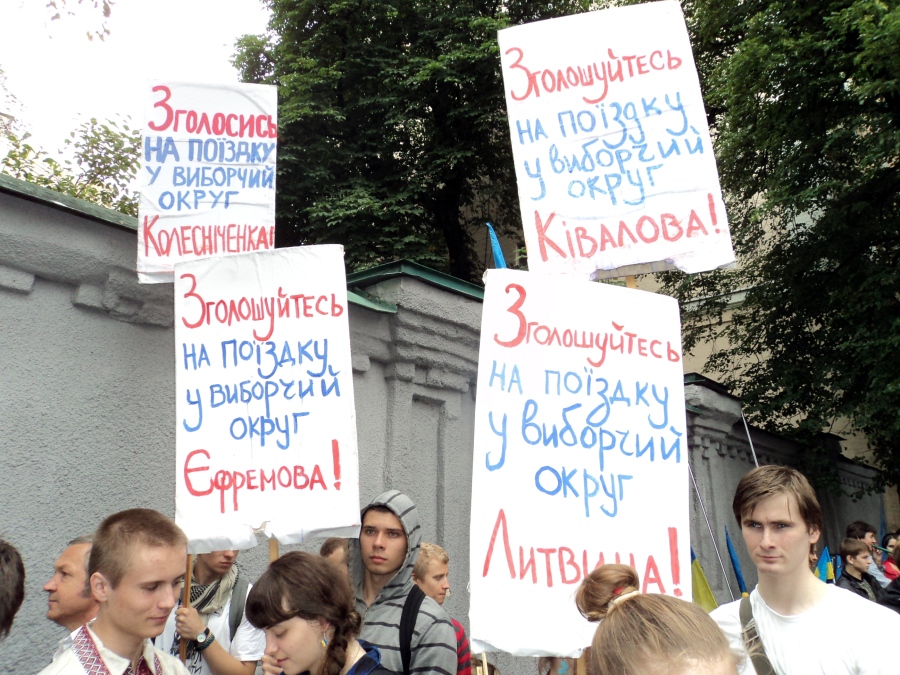 Зголосись
на поїздку
у виборчий
округ
Колесніченка!
Зголошуйтесь
на поїздку
у виборчий
округ
Ківалова!
Зголошуйтесь
на поїздку
у виборчий
округ
Єфремова!
Зголошуйтесь
на поїздку
у виборчий
округ
Литвина!